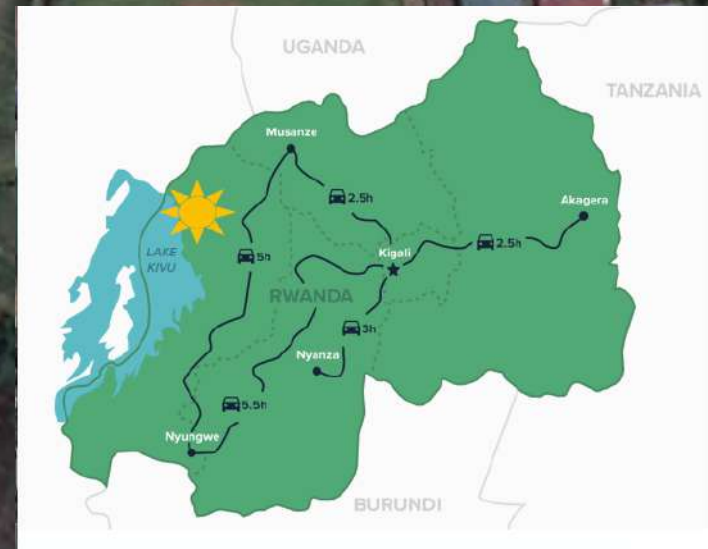 UGANDA
TANZANIA
Musanze
2.5h
Akagera
2.5h
Kigali
LAKE
KIVU
5h
RWANDA
3h
Nyanza
5.5h
Nyungwe
BURUNDI